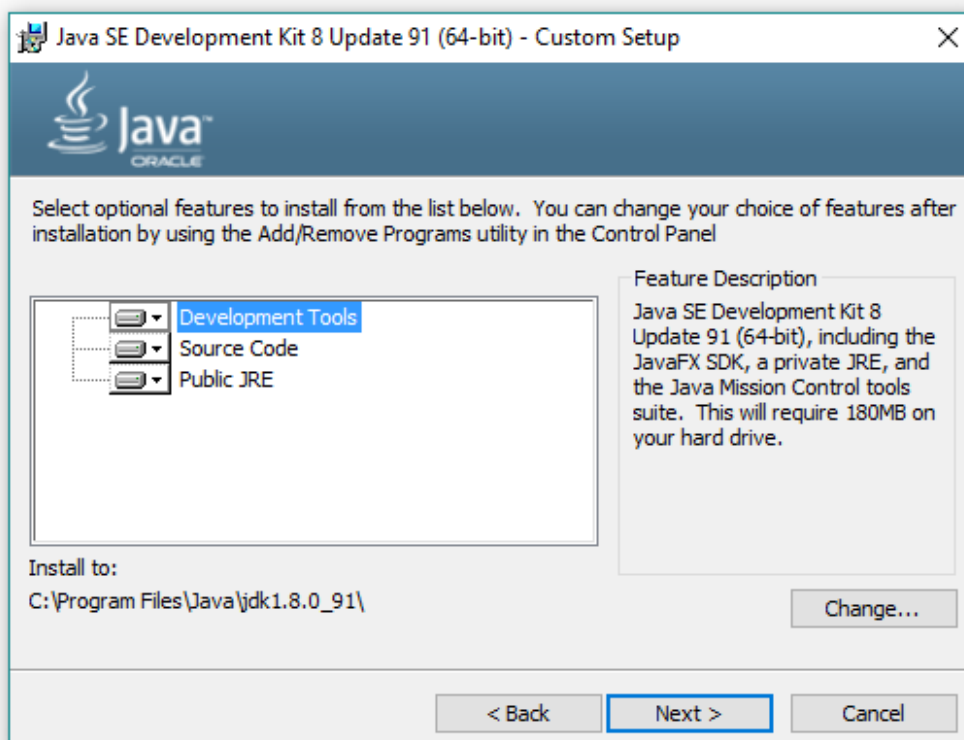 Java SE Development Kit 8 Update 91 (64-bit) - Custom Setup
Java™
ORACLE
Select optional features to install from the list below.  You can change your choice of features after
installation by using the Add/Remove Programs utility in the Control Panel
Development Tools
Source Code
Public JRE
Feature Description
Java SE Development Kit 8
Update 91 (64-bit), including the
JavaFX SDK, a private JRE, and
the Java Mission Control tools
suite.  This will require 180MB on
your hard drive.
Install to:
C:\Program Files\Java\jdk1.8.0_91\
Change...
< Back
Next >
Cancel